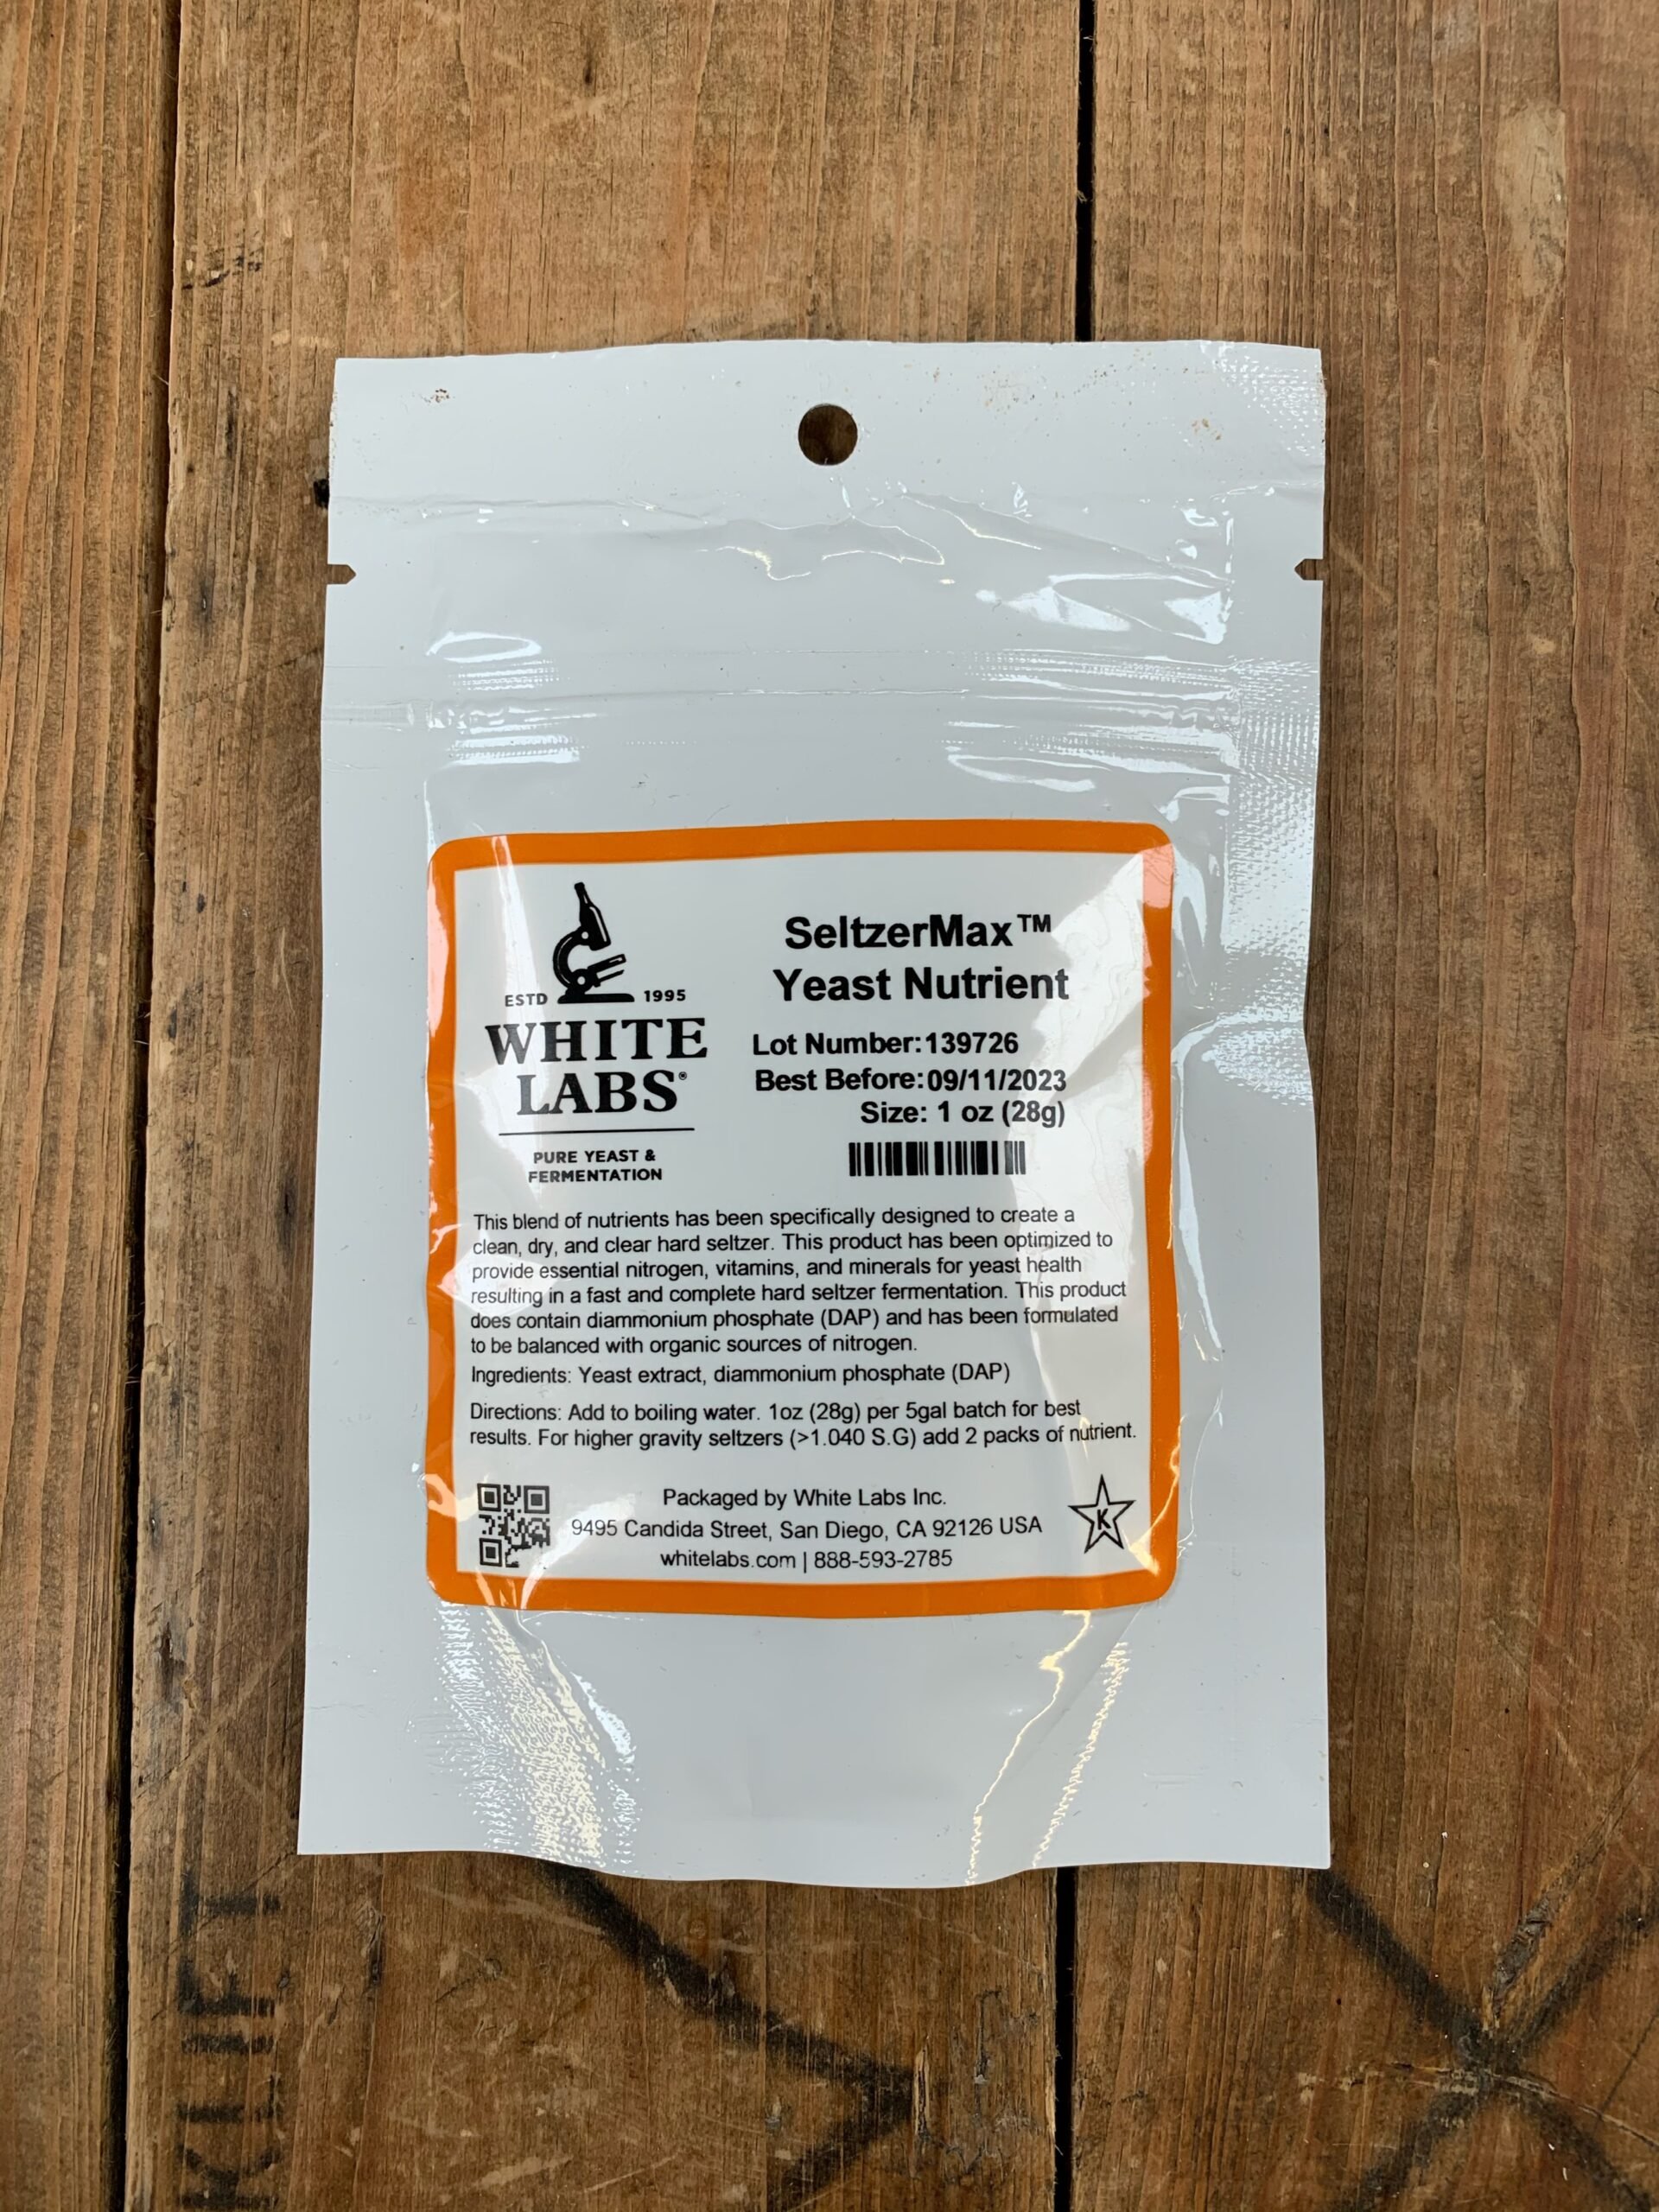 ESTD 1995
WHITE
LABS®
PURE YEAST &
FERMENTATION
SeltzerMax™
Yeast Nutrient
Lot Number:139726
Best Before:09/11/2023
Size: 1 oz (28g)
This blend of nutrients has been specifically designed to create a
clean, dry, and clear hard seltzer. This product has been optimized to
provide essential nitrogen, vitamins, and minerals for yeast health
resulting in a fast and complete hard seltzer fermentation. This product
does contain diammonium phosphate (DAP) and has been formulated
to be balanced with organic sources of nitrogen.
Ingredients: Yeast extract, diammonium phosphate (DAP)
Directions: Add to boiling water. 1oz (28g) per 5gal batch for best
results. For higher gravity seltzers (>1.040 S.G) add 2 packs of nutrient.
Packaged by White Labs Inc.
9495 Candida Street, San Diego, CA 92126 USA
whitelabs.com | 888-593-2785
K